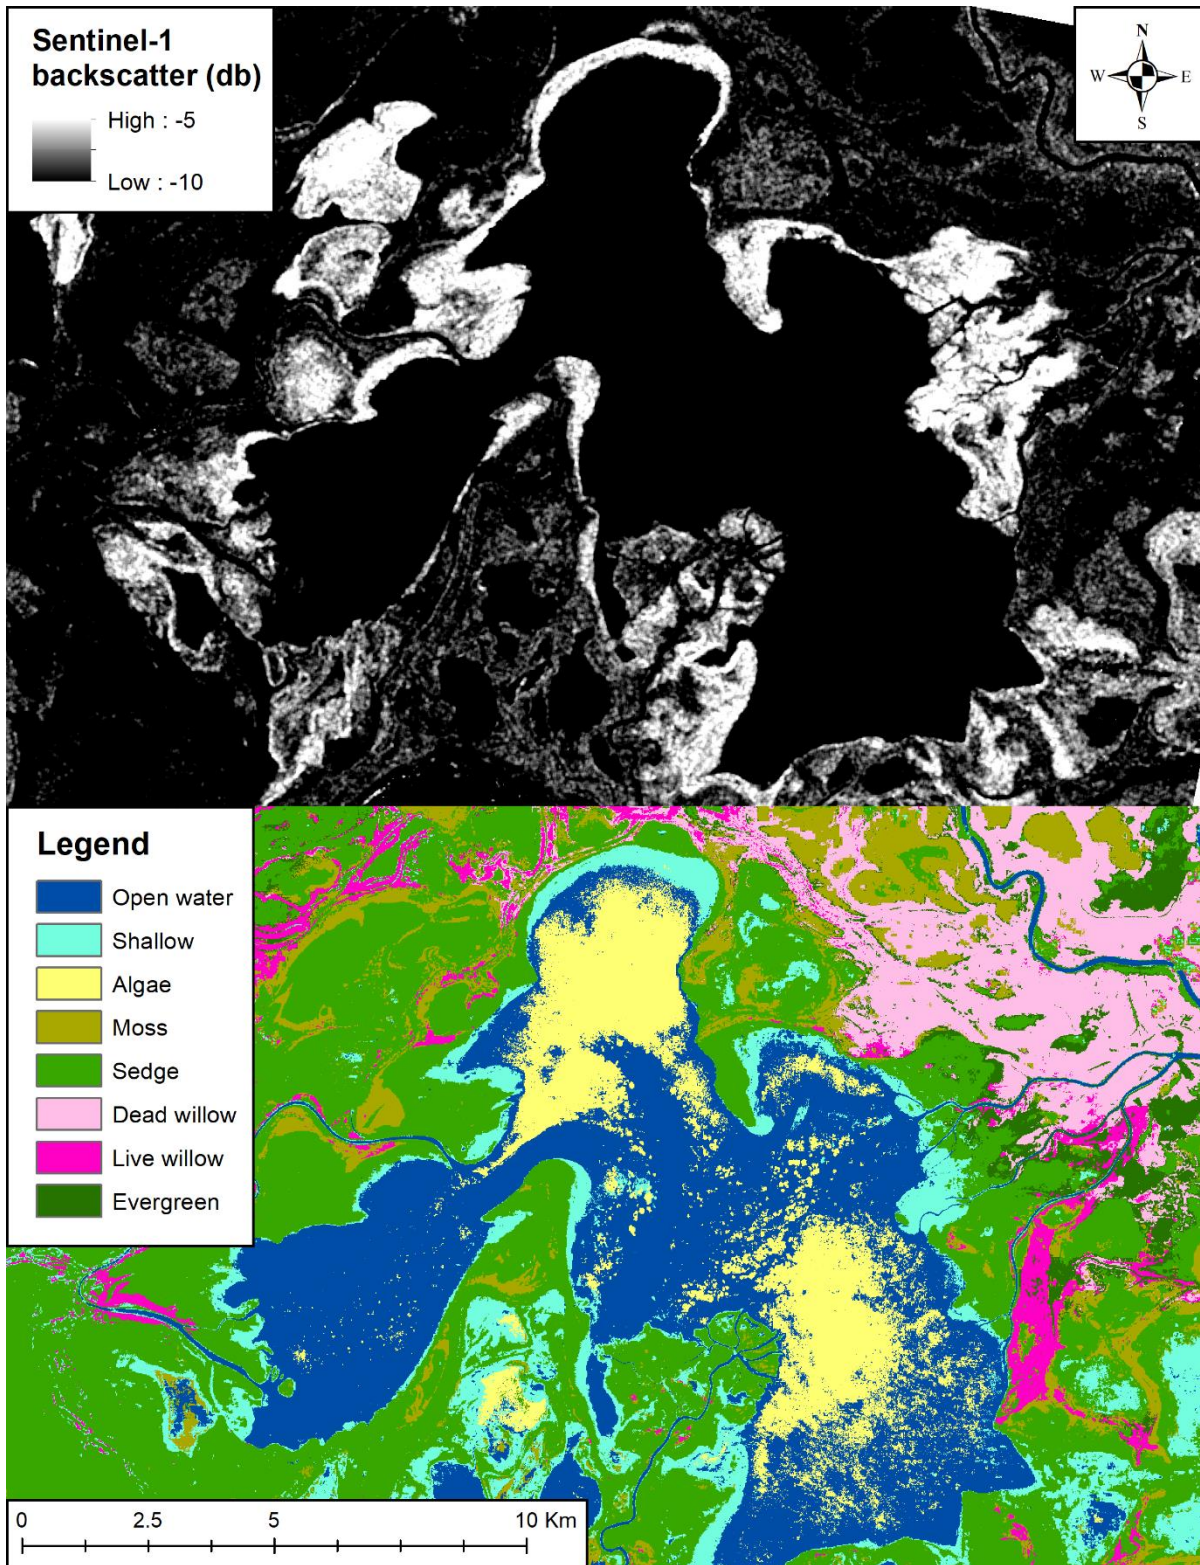 Sentinel-1
backscatter (db)
High : -5
Low : -10
N
W E
S
Legend
Open water
Shallow
Algae
Moss
Sedge
Dead willow
Live willow
Evergreen
0 2.5 5 10 Km